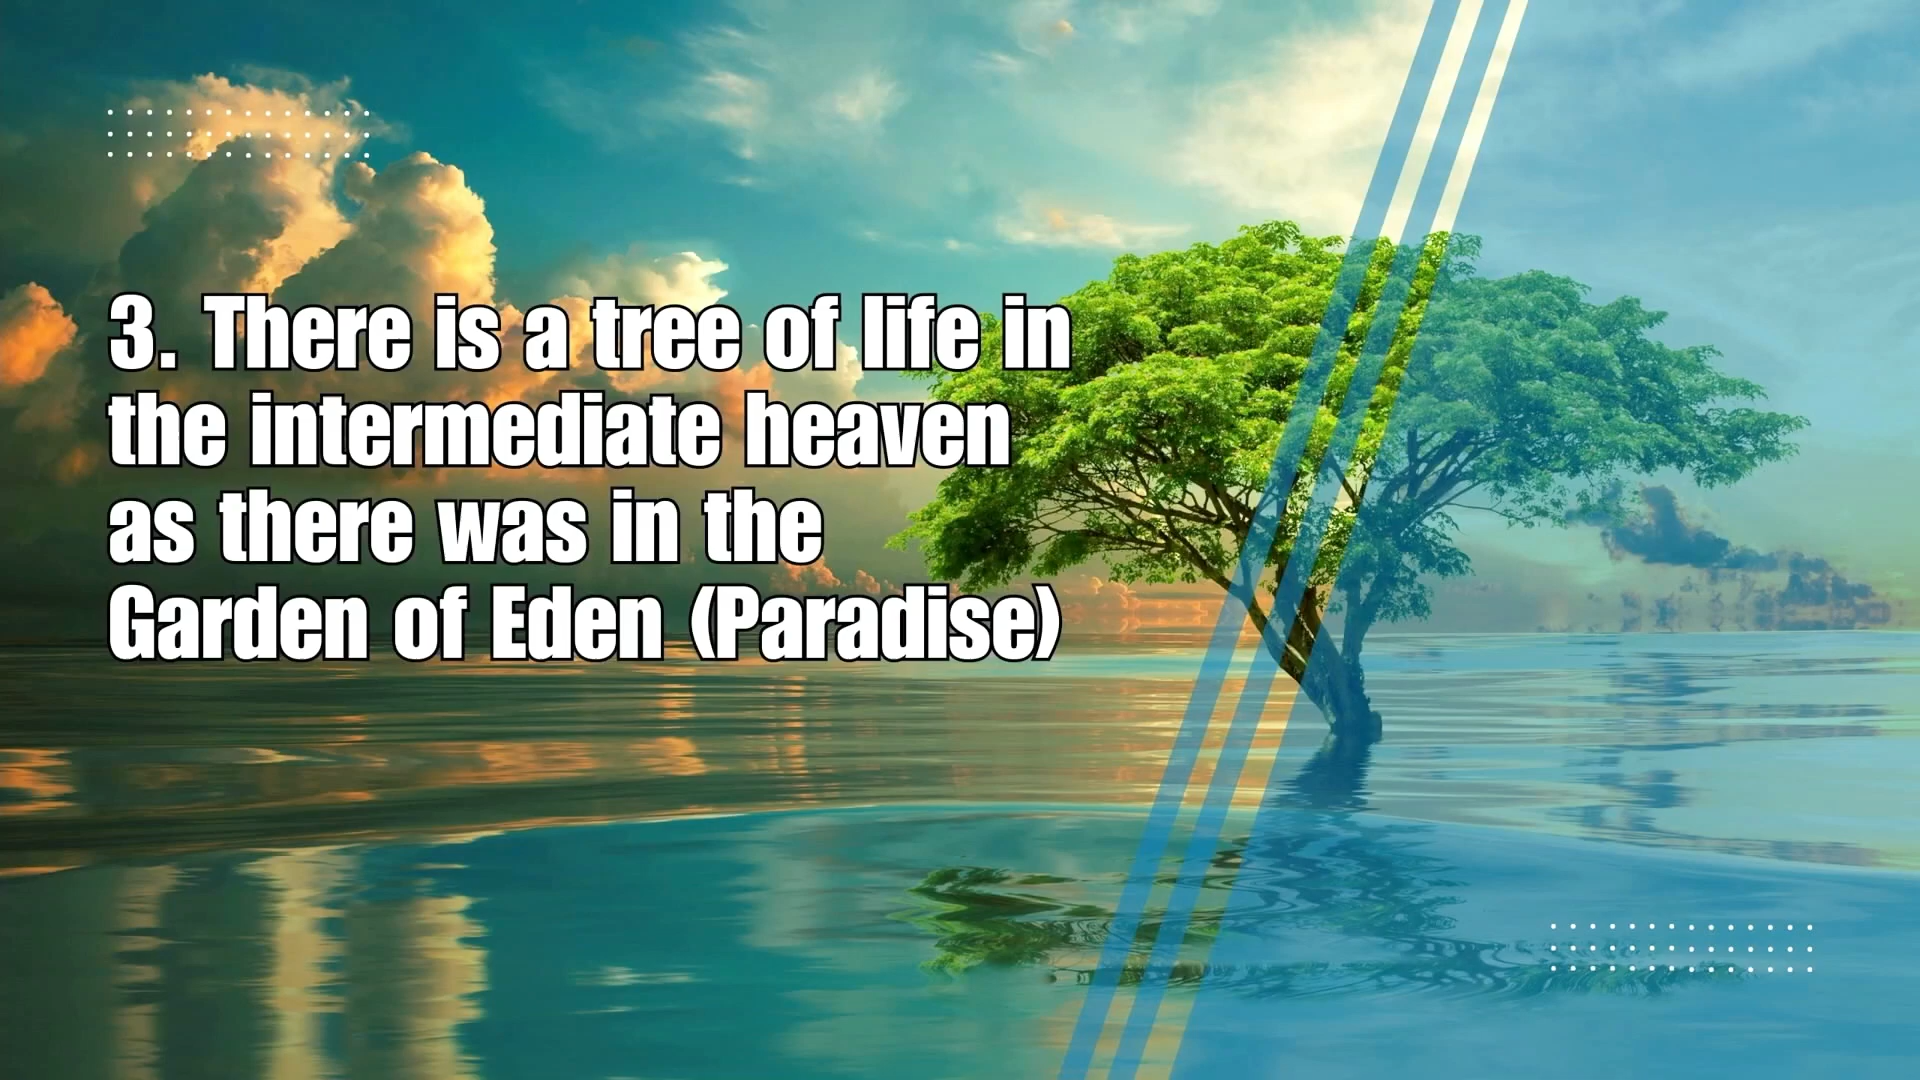 3. There is a tree of life in
the intermediate heaven
as there was in the
Garden of Eden (Paradise)